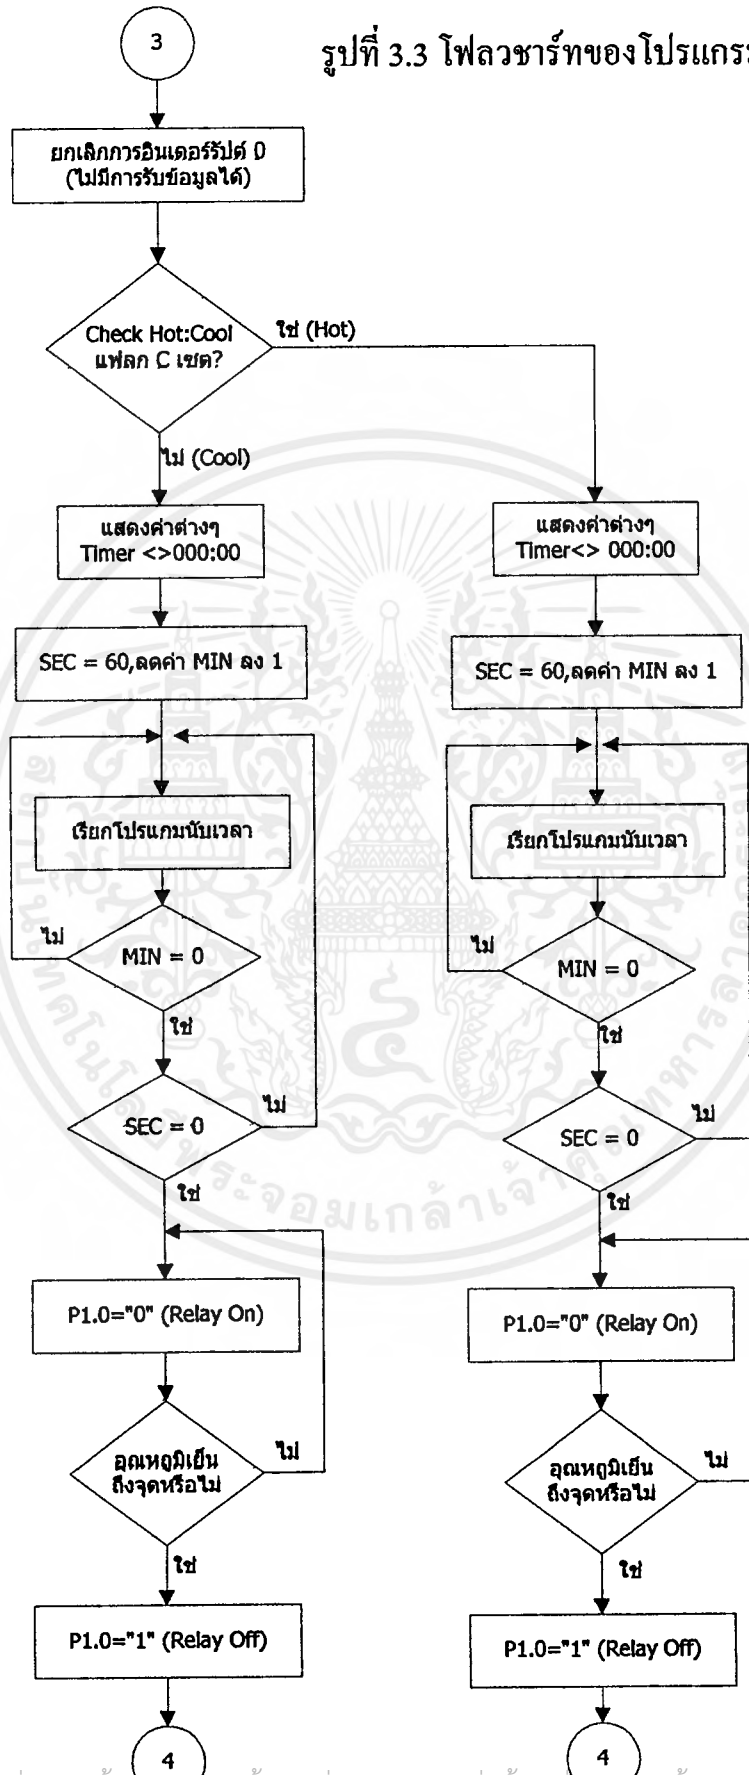 3
รูปที่ 3.3 โฟลวชาร์ทของโปรแกรม
ยกเลิกการอินเตอร์รัปต์ 0
(ไม่มีการรับข้อมูลได้)
Check Hot:Cool
แฟลก C เซต?
ใช่ (Hot)
ไม่ (Cool)
แสดงค่าต่างๆ
Timer <>000:00
SEC = 60,ลดค่า MIN ลง 1
เรียกโปรแกมนับเวลา
ไม่
MIN = 0
ใช่
SEC = 0
ไม่
ใช่
P1.0="0" (Relay On)
อุณหภูมิเย็น
ถึงจุดหรือไม่
ไม่
ใช่
P1.0="1" (Relay Off)
4
แสดงค่าต่างๆ
Timer<> 000:00
SEC = 60,ลดค่า MIN ลง 1
เรียกโปรแกมนับเวลา
ไม่
MIN = 0
ใช่
SEC = 0
ไม่
ใช่
P1.0="0" (Relay On)
อุณหภูมิเย็น
ถึงจุดหรือไม่
ไม่
ใช่
P1.0="1" (Relay Off)
4